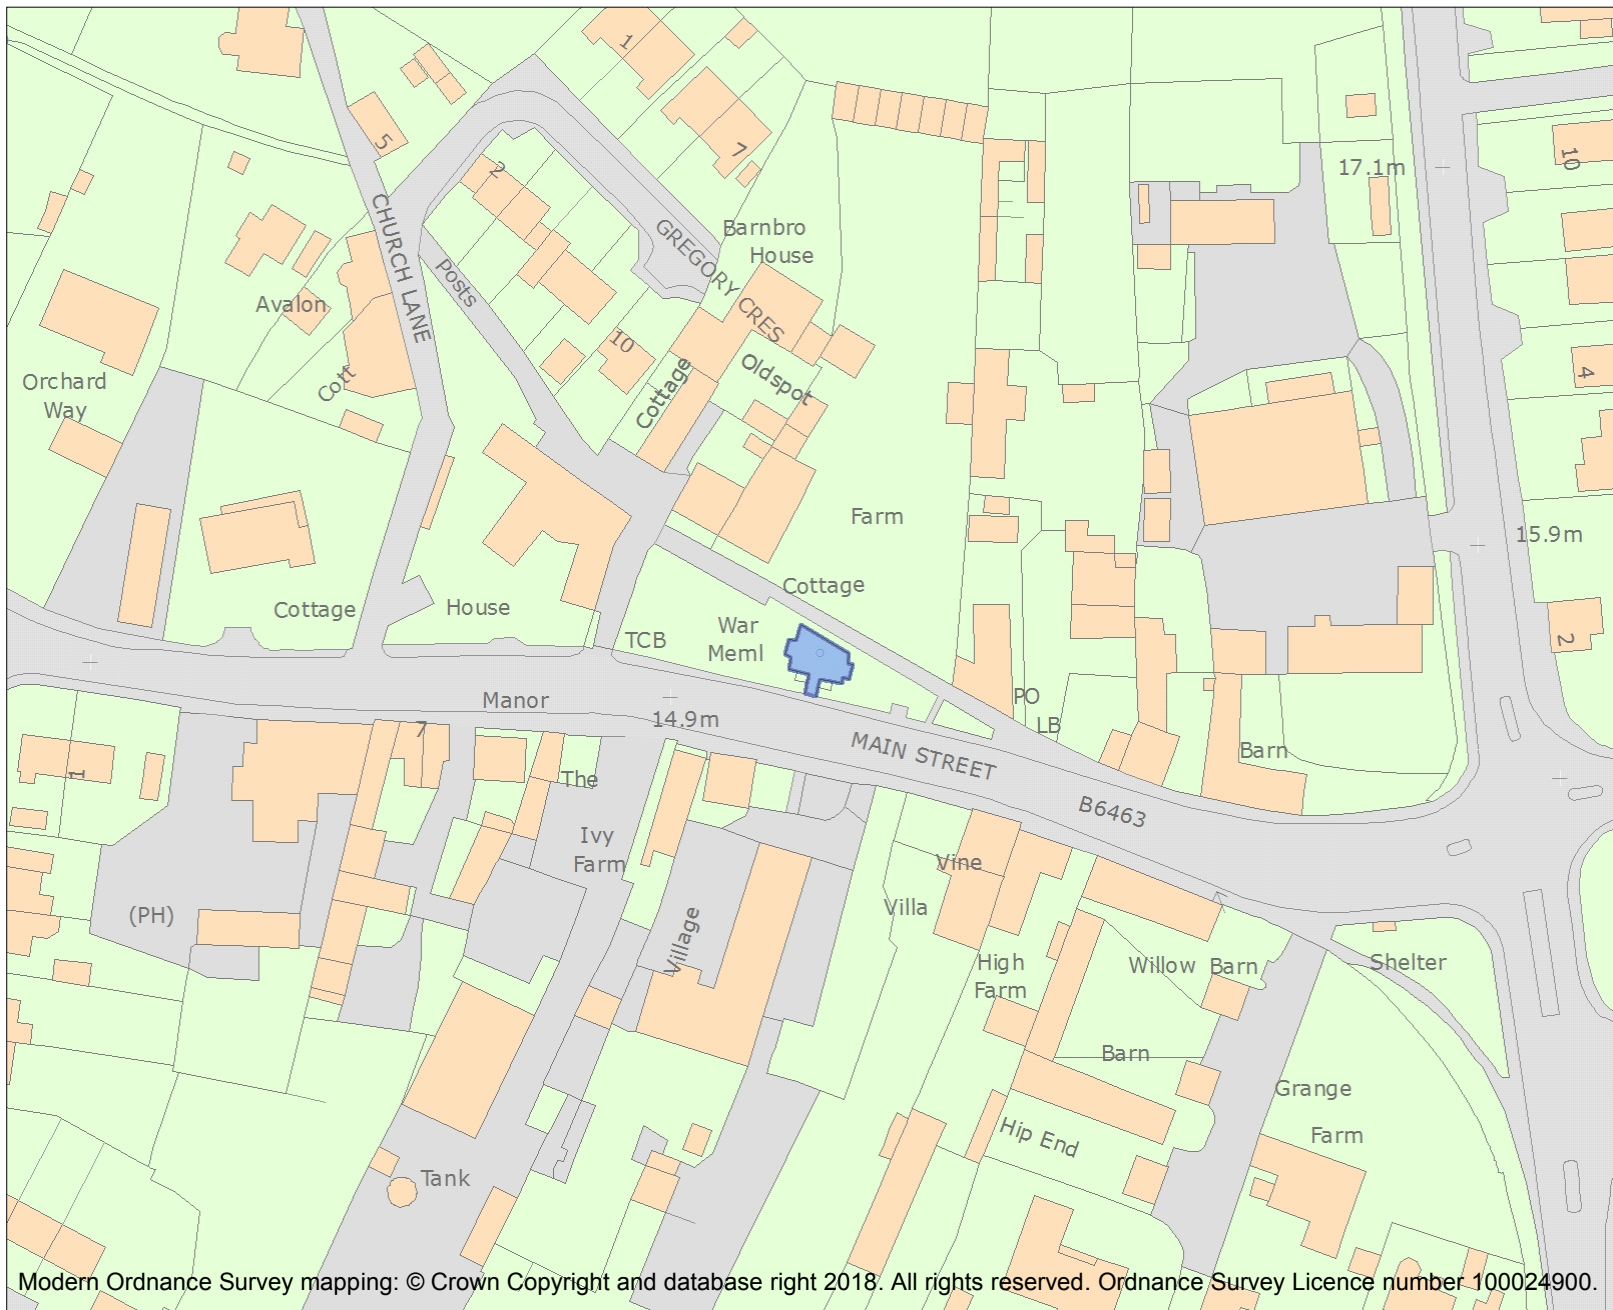 1
5
7
2
CHURCH LANE
Posts
GREGORY CRES
Barnbro
House
17.1m
10
Avalon
Orchard
Way
Cott
10
Cottage
Oldspot
4
Farm
15.9m
Cottage
House
Cottage
TCB
War
Meml
2
Manor
14.9m
PO
LB
MAIN STREET
B6463
Barn
7
1
The
Ivy
Farm
Vine
Villa
(PH)
Village
High
Farm
Willow Barn
Shelter
Barn
Grange
Farm
Hip End
Tank
Modern Ordnance Survey mapping: © Crown Copyright and database right 2018. All rights reserved. Ordnance Survey Licence number 100024900.